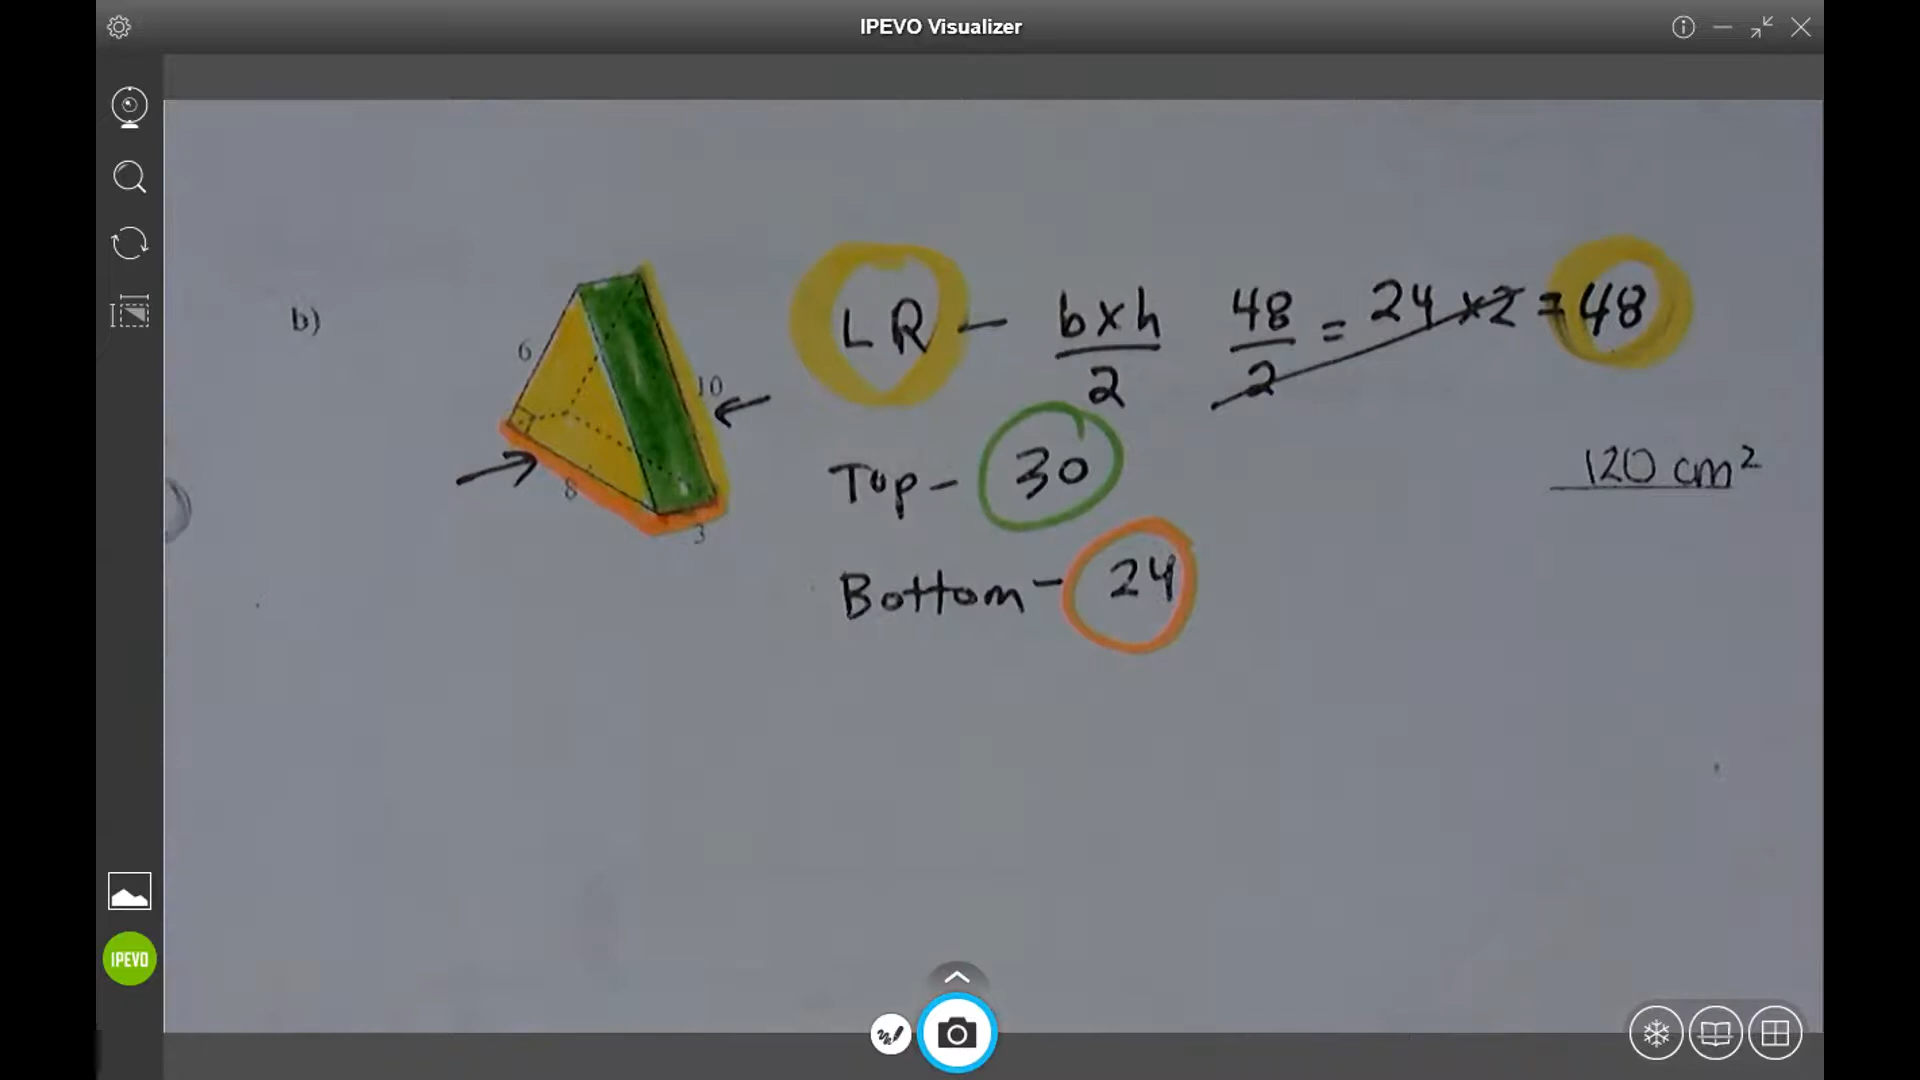 IPEVO Visualizer
b)
6
10
8
3
LR - b x h / 2 48 / 2 = 24 x 2 = 48
Top - 30
120 cm²
Bottom - 24
IPEVO